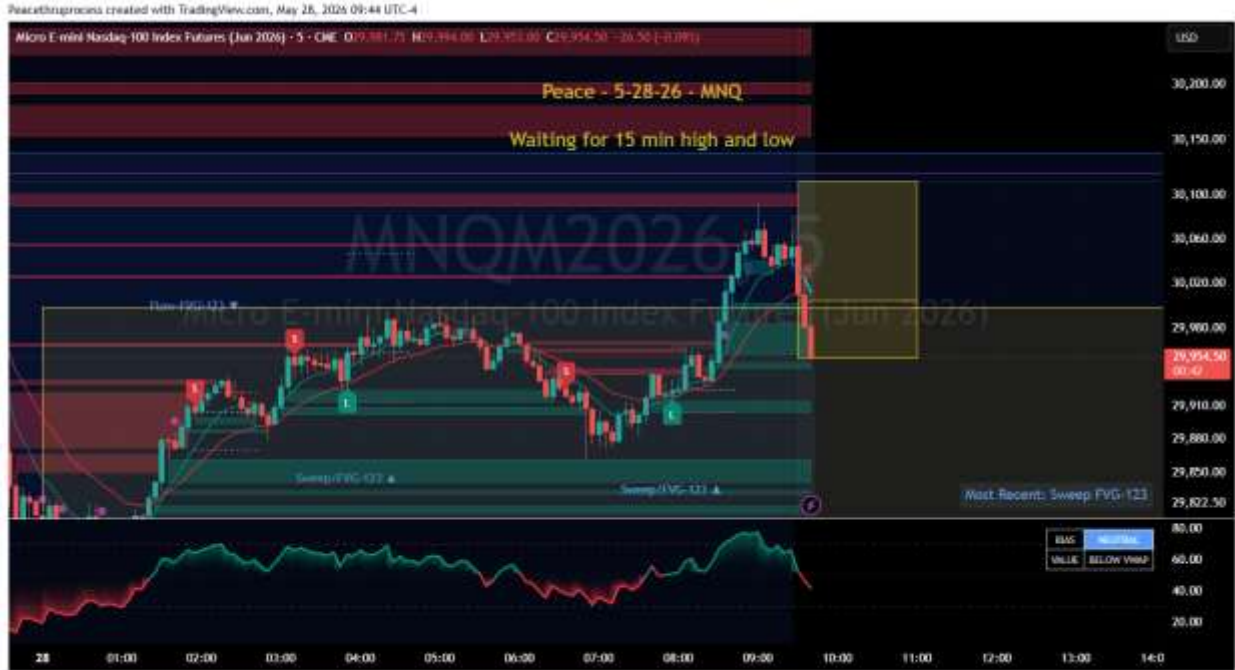 Peacethruprocess created with TradingView.com, May 28, 2026 09:44 UTC-4
Micro E-mini Nasdaq-100 Index Futures (Jun 2026) · 5 · CME
USD
30,200.00
Peace - 5-28-26 - MNQ
30,150.00
Waiting for 15 min high and low
30,100.00
MNQM2026, 5
30,060.00
30,020.00
Micro E-mini Nasdaq-100 Index Futures (Jun 2026)
29,980.00
29,954.50
00:42
S
S
S
L
L
29,910.00
29,880.00
29,850.00
Sweep/FVG-123 ▲
Sweep/FVG-123 ▲
Most Recent: Sweep FVG-123
29,822.50
80.00
BIAS NEUTRAL
VALUE BELOW VWAP
60.00
40.00
20.00
28 01:00 02:00 03:00 04:00 05:00 06:00 07:00 08:00 09:00 10:00 11:00 12:00 13:00 14:0